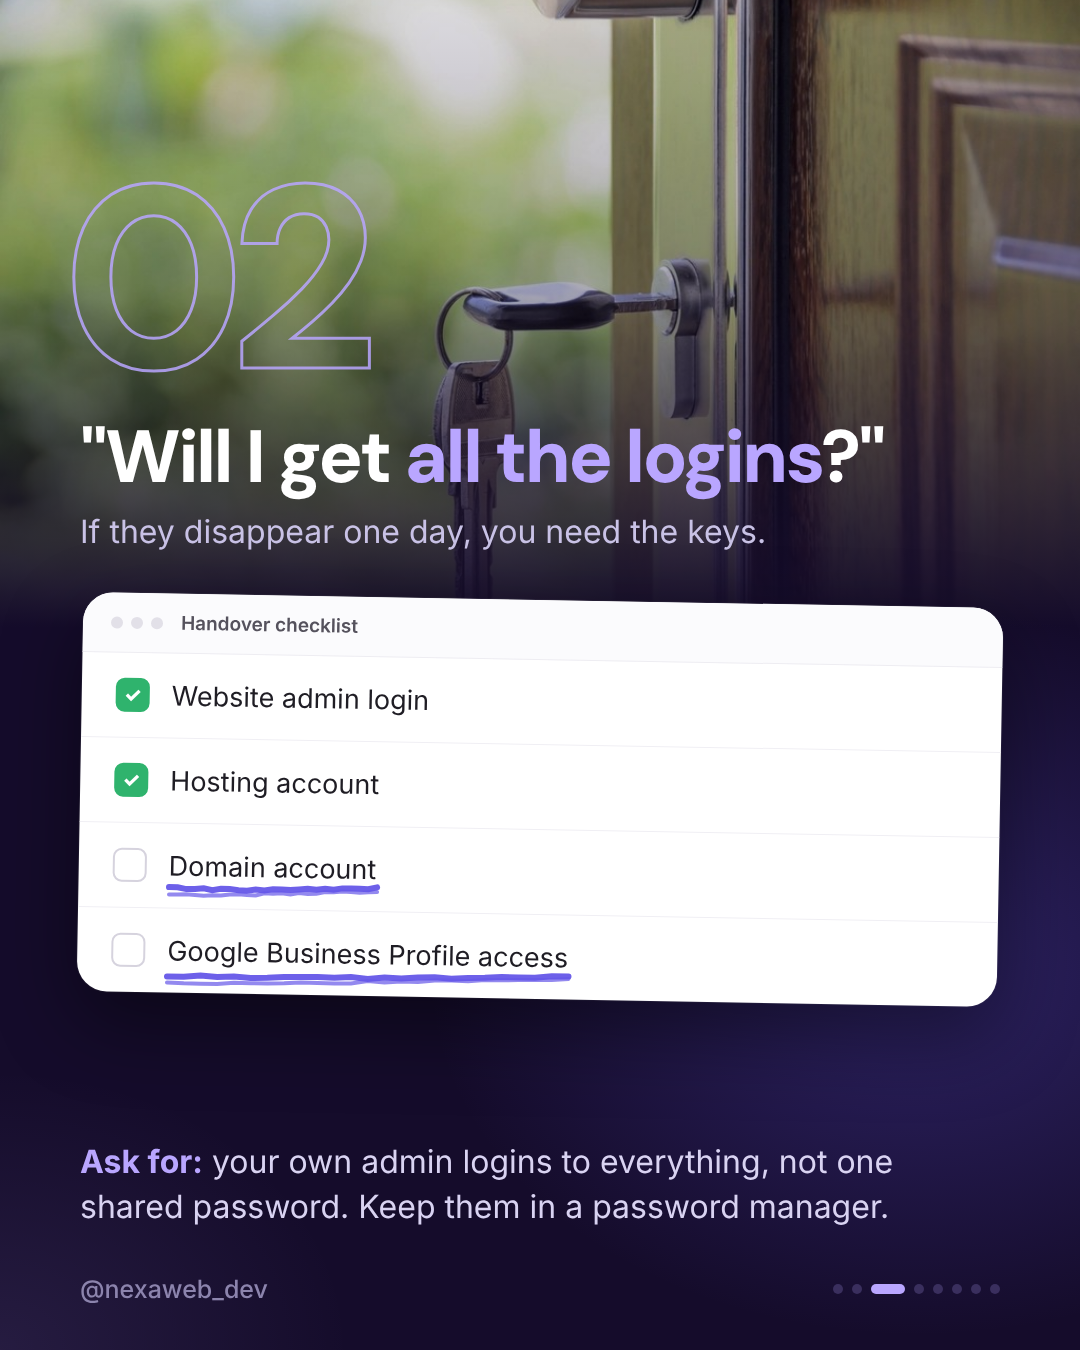 02
"Will I get all the logins?"
If they disappear one day, you need the keys.
Handover checklist
Website admin login
Hosting account
Domain account
Google Business Profile access
Ask for: your own admin logins to everything, not one
shared password. Keep them in a password manager.
@nexaweb_dev